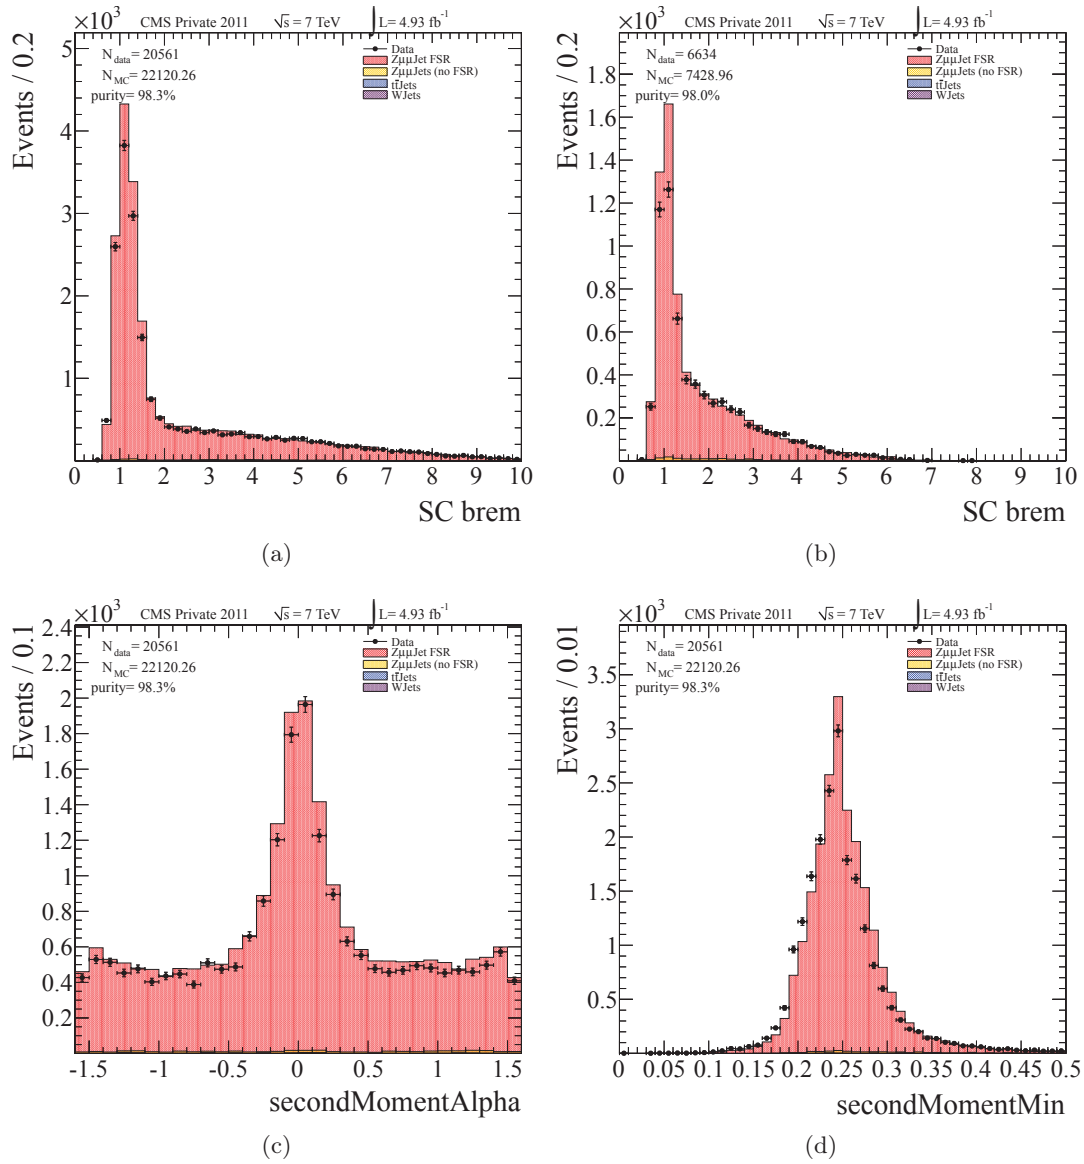 ×10³ CMS Private 2011 √s = 7 TeV ∫L= 4.93 fb⁻¹
N_data = 20561
N_MC = 22120.26
purity= 98.3%
Data
ZμμJet FSR
ZμμJets (no FSR)
tt̄Jets
WJets
Events / 0.2
5
4
3
2
1
0 1 2 3 4 5 6 7 8 9 10
SC brem
(a)
×10³ CMS Private 2011 √s = 7 TeV ∫L= 4.93 fb⁻¹
N_data = 6634
N_MC = 7428.96
purity= 98.0%
Data
ZμμJet FSR
ZμμJets (no FSR)
tt̄Jets
WJets
Events / 0.2
1.8
1.6
1.4
1.2
1
0.8
0.6
0.4
0.2
0 1 2 3 4 5 6 7 8 9 10
SC brem
(b)
×10³ CMS Private 2011 √s = 7 TeV ∫L= 4.93 fb⁻¹
N_data = 20561
N_MC = 22120.26
purity= 98.3%
Data
ZμμJet FSR
ZμμJets (no FSR)
tt̄Jets
WJets
Events / 0.1
2.4
2.2
2
1.8
1.6
1.4
1.2
1
0.8
0.6
0.4
0.2
-1.5 -1 -0.5 0 0.5 1 1.5
secondMomentAlpha
(c)
×10³ CMS Private 2011 √s = 7 TeV ∫L= 4.93 fb⁻¹
N_data = 20561
N_MC = 22120.26
purity= 98.3%
Data
ZμμJet FSR
ZμμJets (no FSR)
tt̄Jets
WJets
Events / 0.01
3.5
3
2.5
2
1.5
1
0.5
0 0.05 0.1 0.15 0.2 0.25 0.3 0.35 0.4 0.45 0.5
secondMomentMin
(d)